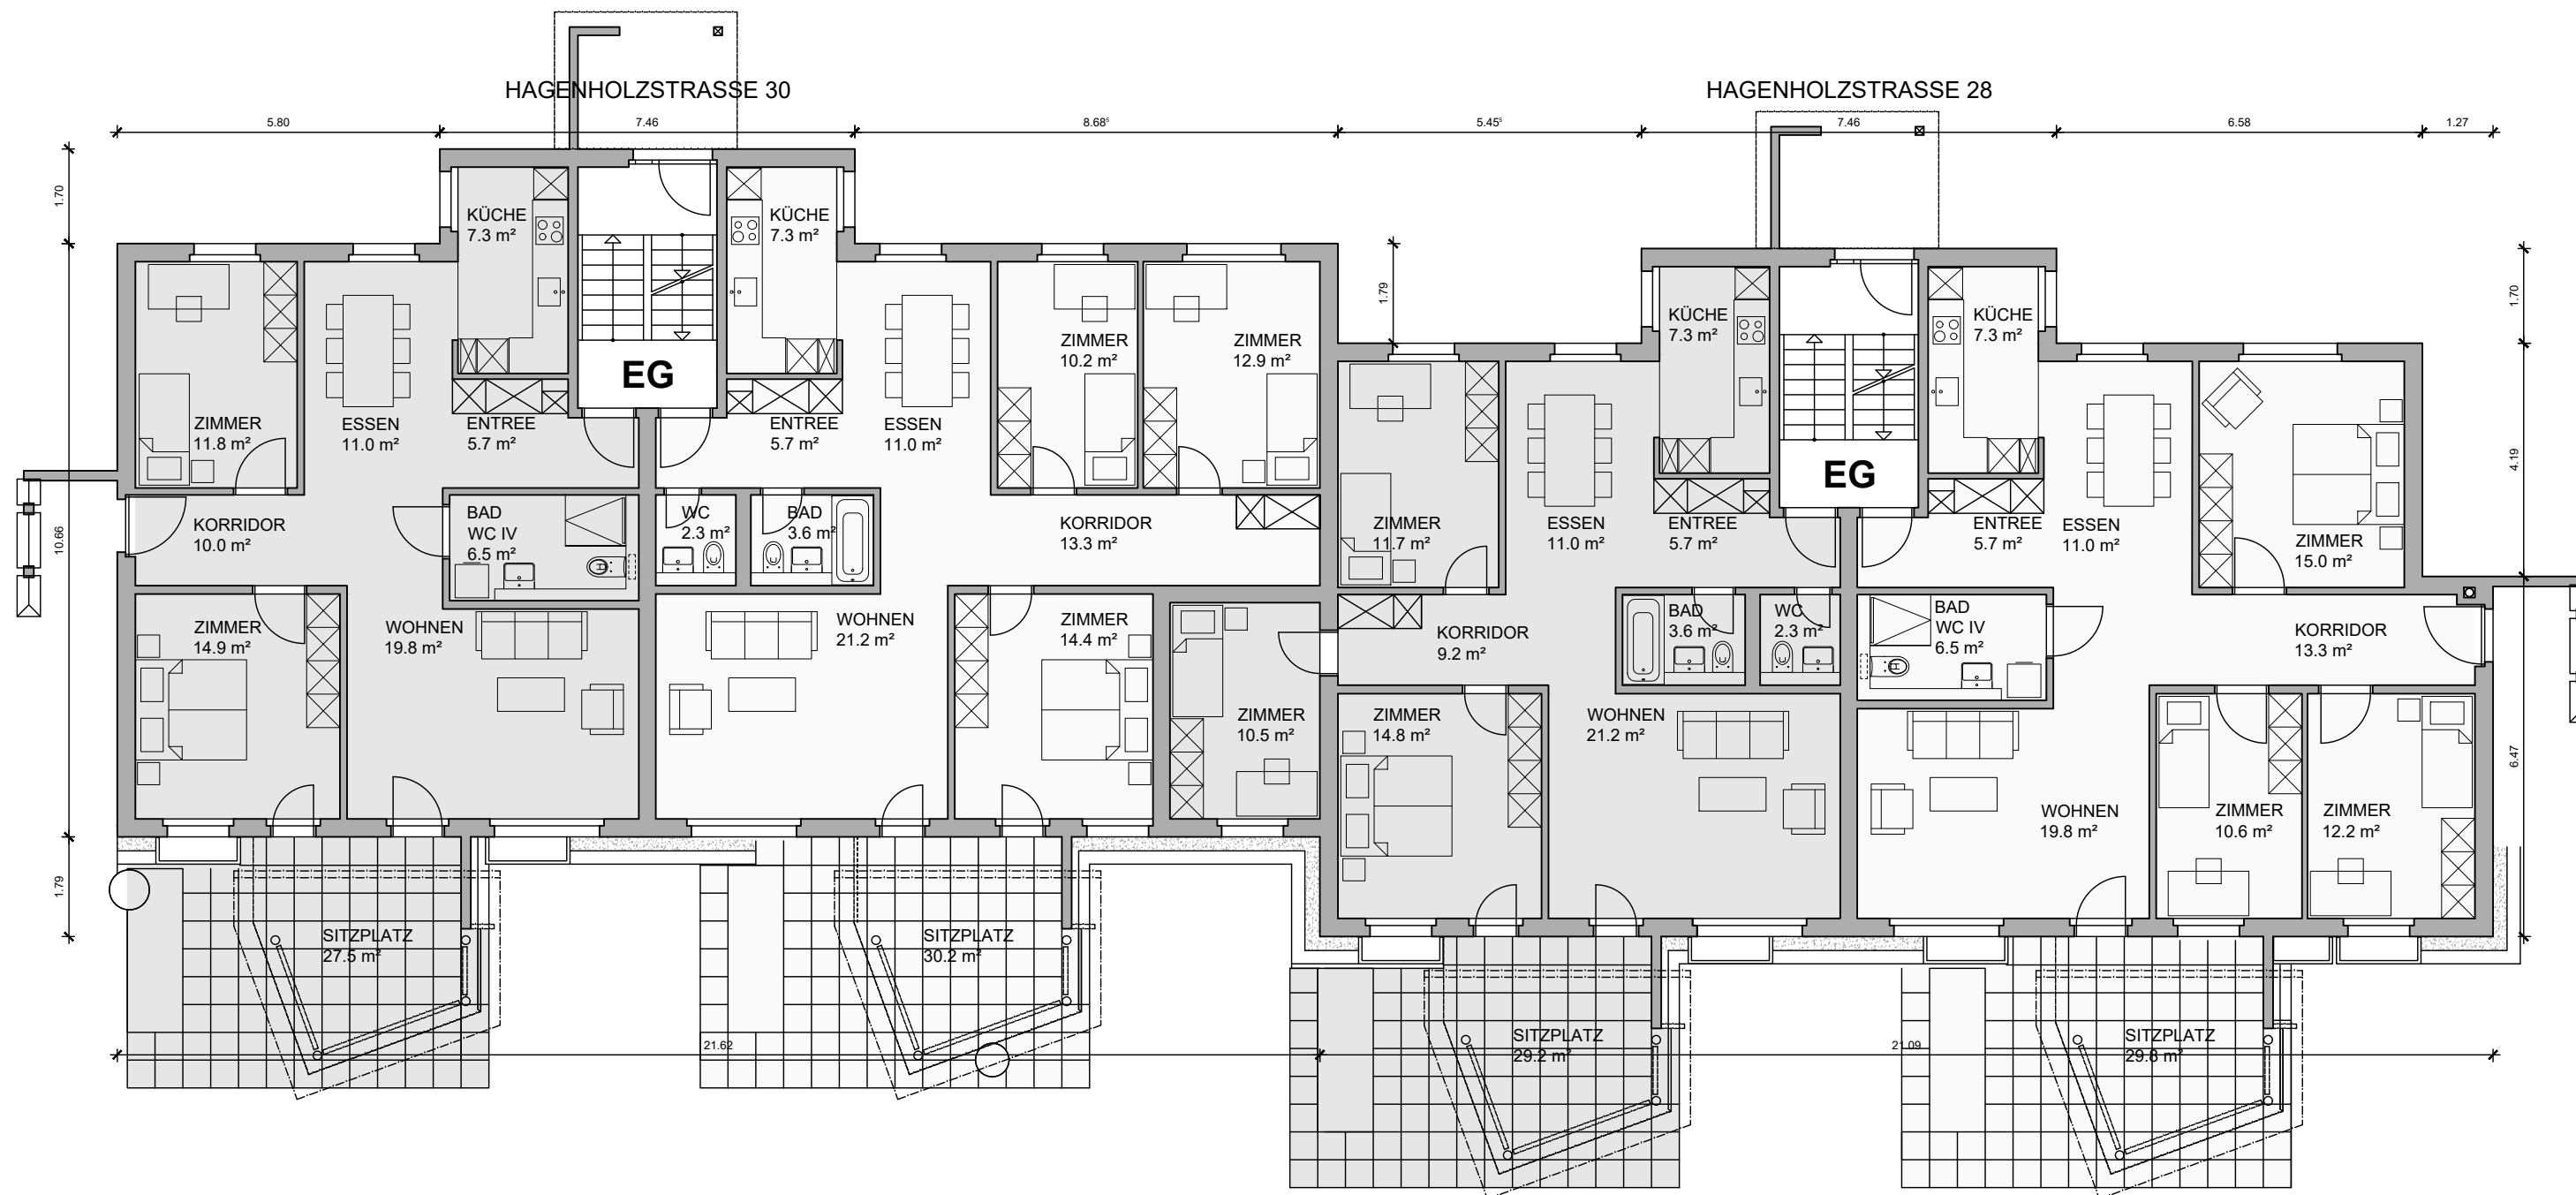 HAGENHOLZSTRASSE 30
HAGENHOLZSTRASSE 28
5.80
7.46
8.68⁵
5.45⁵
7.46
6.58
1.27
1.70
10.66
1.79
1.79
1.70
4.19
6.47
KÜCHE
7.3 m²
KÜCHE
7.3 m²
EG
ZIMMER
11.8 m²
ESSEN
11.0 m²
ENTREE
5.7 m²
ENTREE
5.7 m²
ESSEN
11.0 m²
ZIMMER
10.2 m²
ZIMMER
12.9 m²
KORRIDOR
10.0 m²
BAD
WC IV
6.5 m²
WC
2.3 m²
BAD
3.6 m²
KORRIDOR
13.3 m²
ZIMMER
14.9 m²
WOHNEN
19.8 m²
WOHNEN
21.2 m²
ZIMMER
14.4 m²
ZIMMER
10.5 m²
SITZPLATZ
27.5 m²
SITZPLATZ
30.2 m²
21.62
KÜCHE
7.3 m²
KÜCHE
7.3 m²
EG
ZIMMER
11.7 m²
ESSEN
11.0 m²
ENTREE
5.7 m²
ENTREE
5.7 m²
ESSEN
11.0 m²
ZIMMER
15.0 m²
KORRIDOR
9.2 m²
BAD
3.6 m²
WC
2.3 m²
BAD
WC IV
6.5 m²
KORRIDOR
13.3 m²
ZIMMER
14.8 m²
WOHNEN
21.2 m²
WOHNEN
19.8 m²
ZIMMER
10.6 m²
ZIMMER
12.2 m²
SITZPLATZ
29.2 m²
SITZPLATZ
29.8 m²
21.09